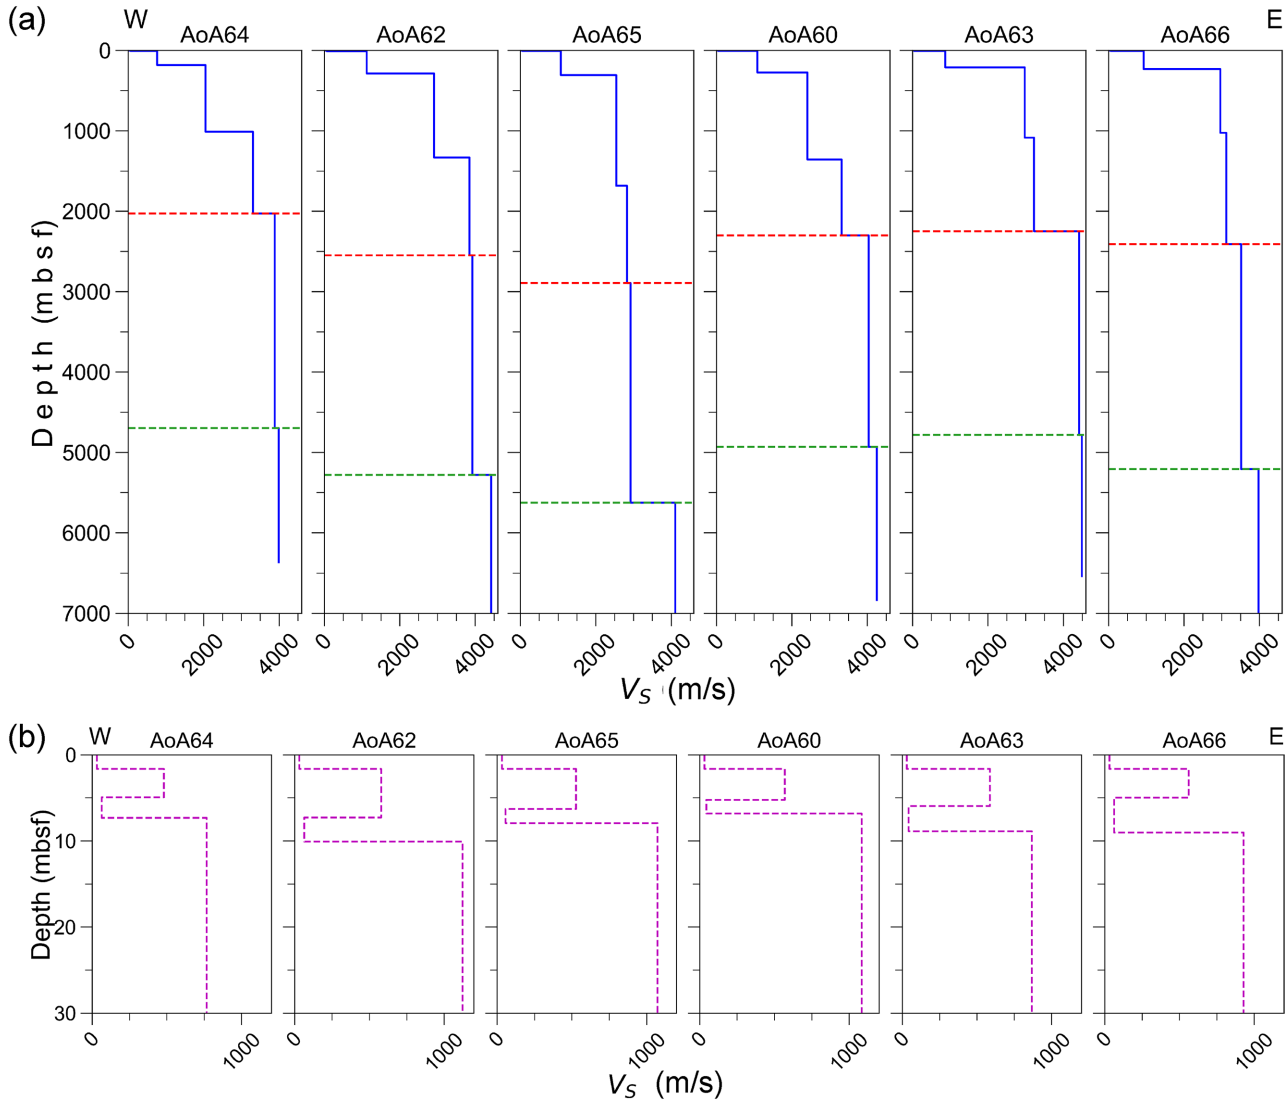 (a) W E
AoA64 AoA62 AoA65 AoA60 AoA63 AoA66
0
1000
2000
3000
4000
5000
6000
7000
Depth (mbsf)
0 2000 4000 0 2000 4000 0 2000 4000 0 2000 4000 0 2000 4000 0 2000 4000
VS (m/s)
(b) W E
AoA64 AoA62 AoA65 AoA60 AoA63 AoA66
0
10
20
30
Depth (mbsf)
0 1000 0 1000 0 1000 0 1000 0 1000 0 1000
VS (m/s)